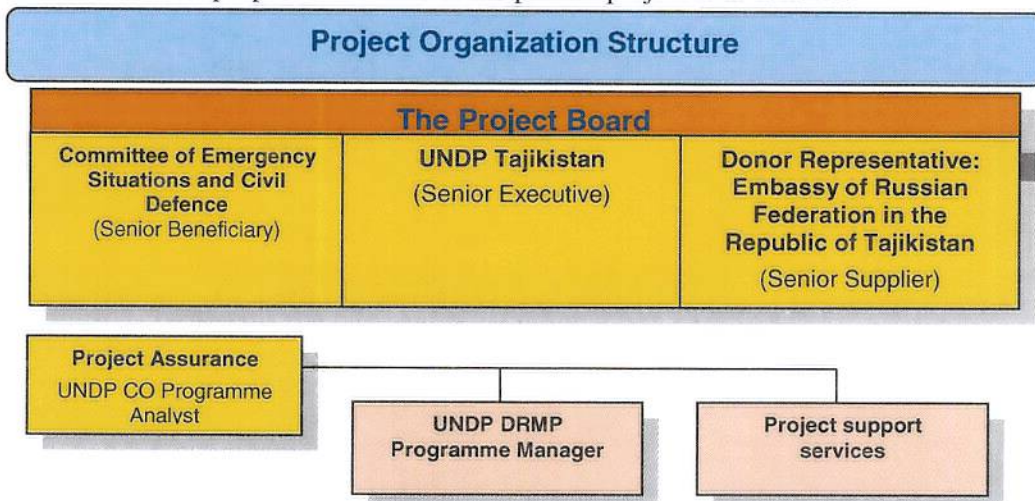 Project Organization Structure
The Project Board
Committee of Emergency
Situations and Civil
Defence
(Senior Beneficiary)
UNDP Tajikistan
(Senior Executive)
Donor Representative:
Embassy of Russian
Federation in the
Republic of Tajikistan
(Senior Supplier)
Project Assurance
UNDP CO Programme
Analyst
UNDP DRMP
Programme Manager
Project support
services